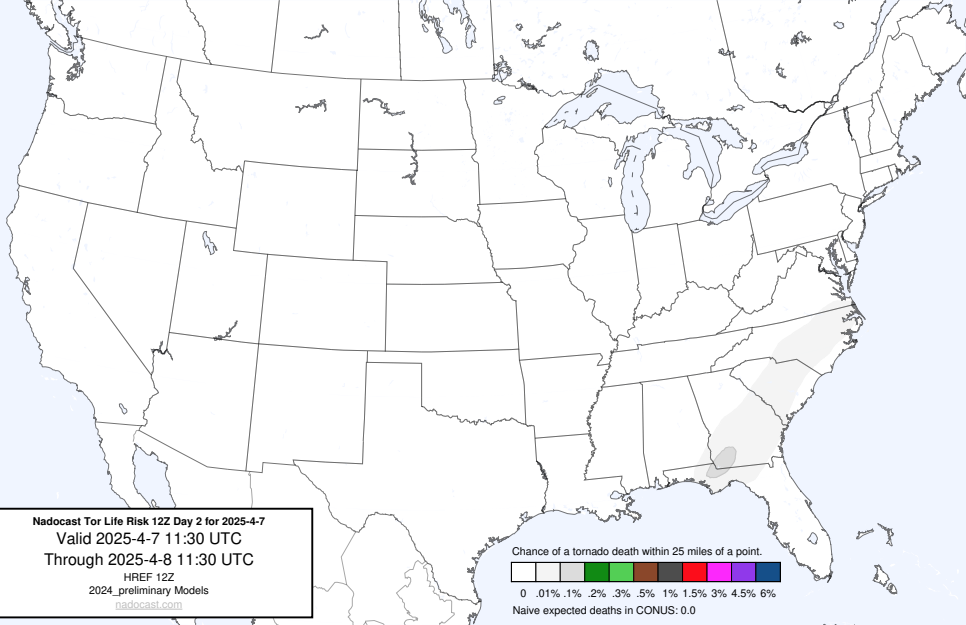 Nadocast Tor Life Risk 12Z Day 2 for 2025-4-7
Valid 2025-4-7 11:30 UTC
Through 2025-4-8 11:30 UTC
HREF 12Z
2024_preliminary Models
nadocast.com
Chance of a tornado death within 25 miles of a point.
0 .01% .1% .2% .3% .5% 1% 1.5% 3% 4.5% 6%
Naive expected deaths in CONUS: 0.0